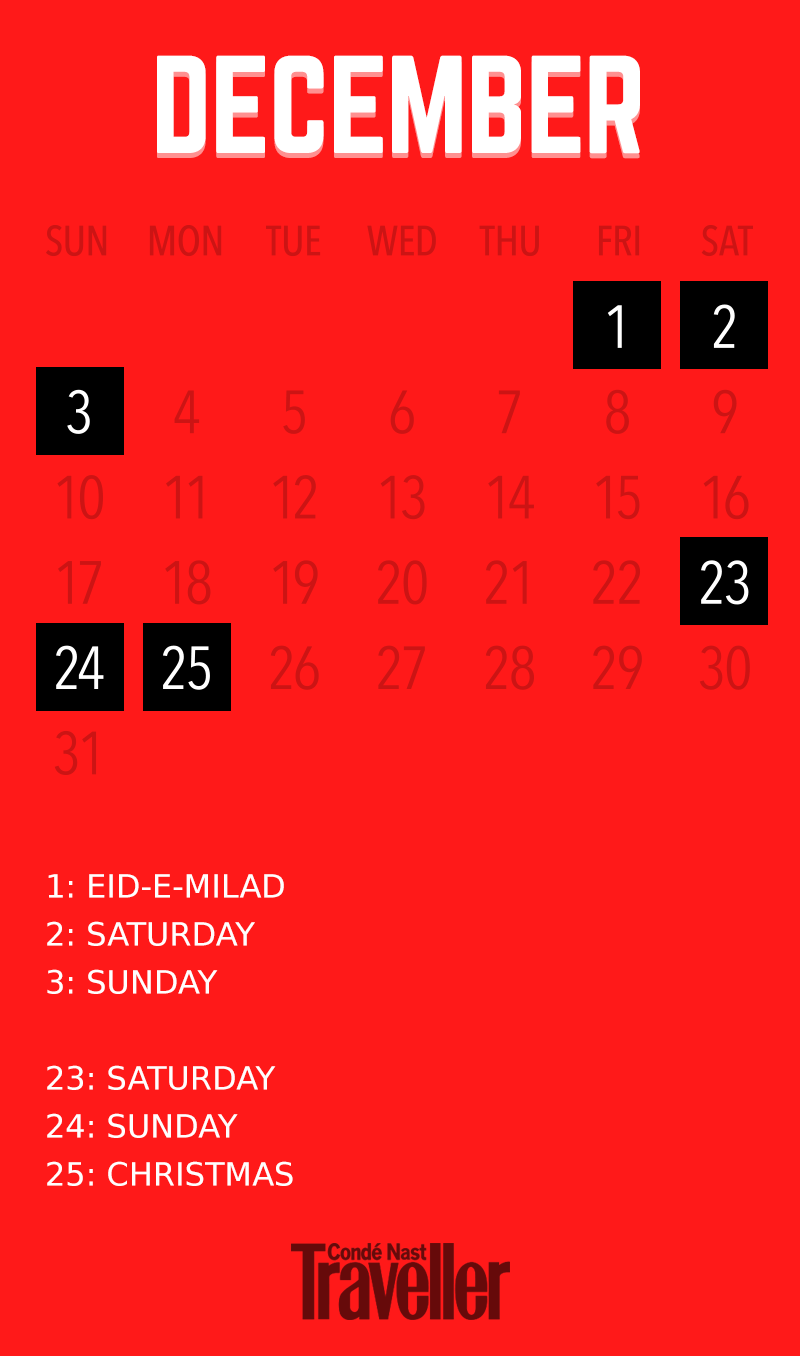 DECEMBER
SUN MON TUE WED THU FRI SAT
1 2
3 4 5 6 7 8 9
10 11 12 13 14 15 16
17 18 19 20 21 22 23
24 25 26 27 28 29 30
31
1: EID-E-MILAD
2: SATURDAY
3: SUNDAY
23: SATURDAY
24: SUNDAY
25: CHRISTMAS
Condé Nast
Traveller